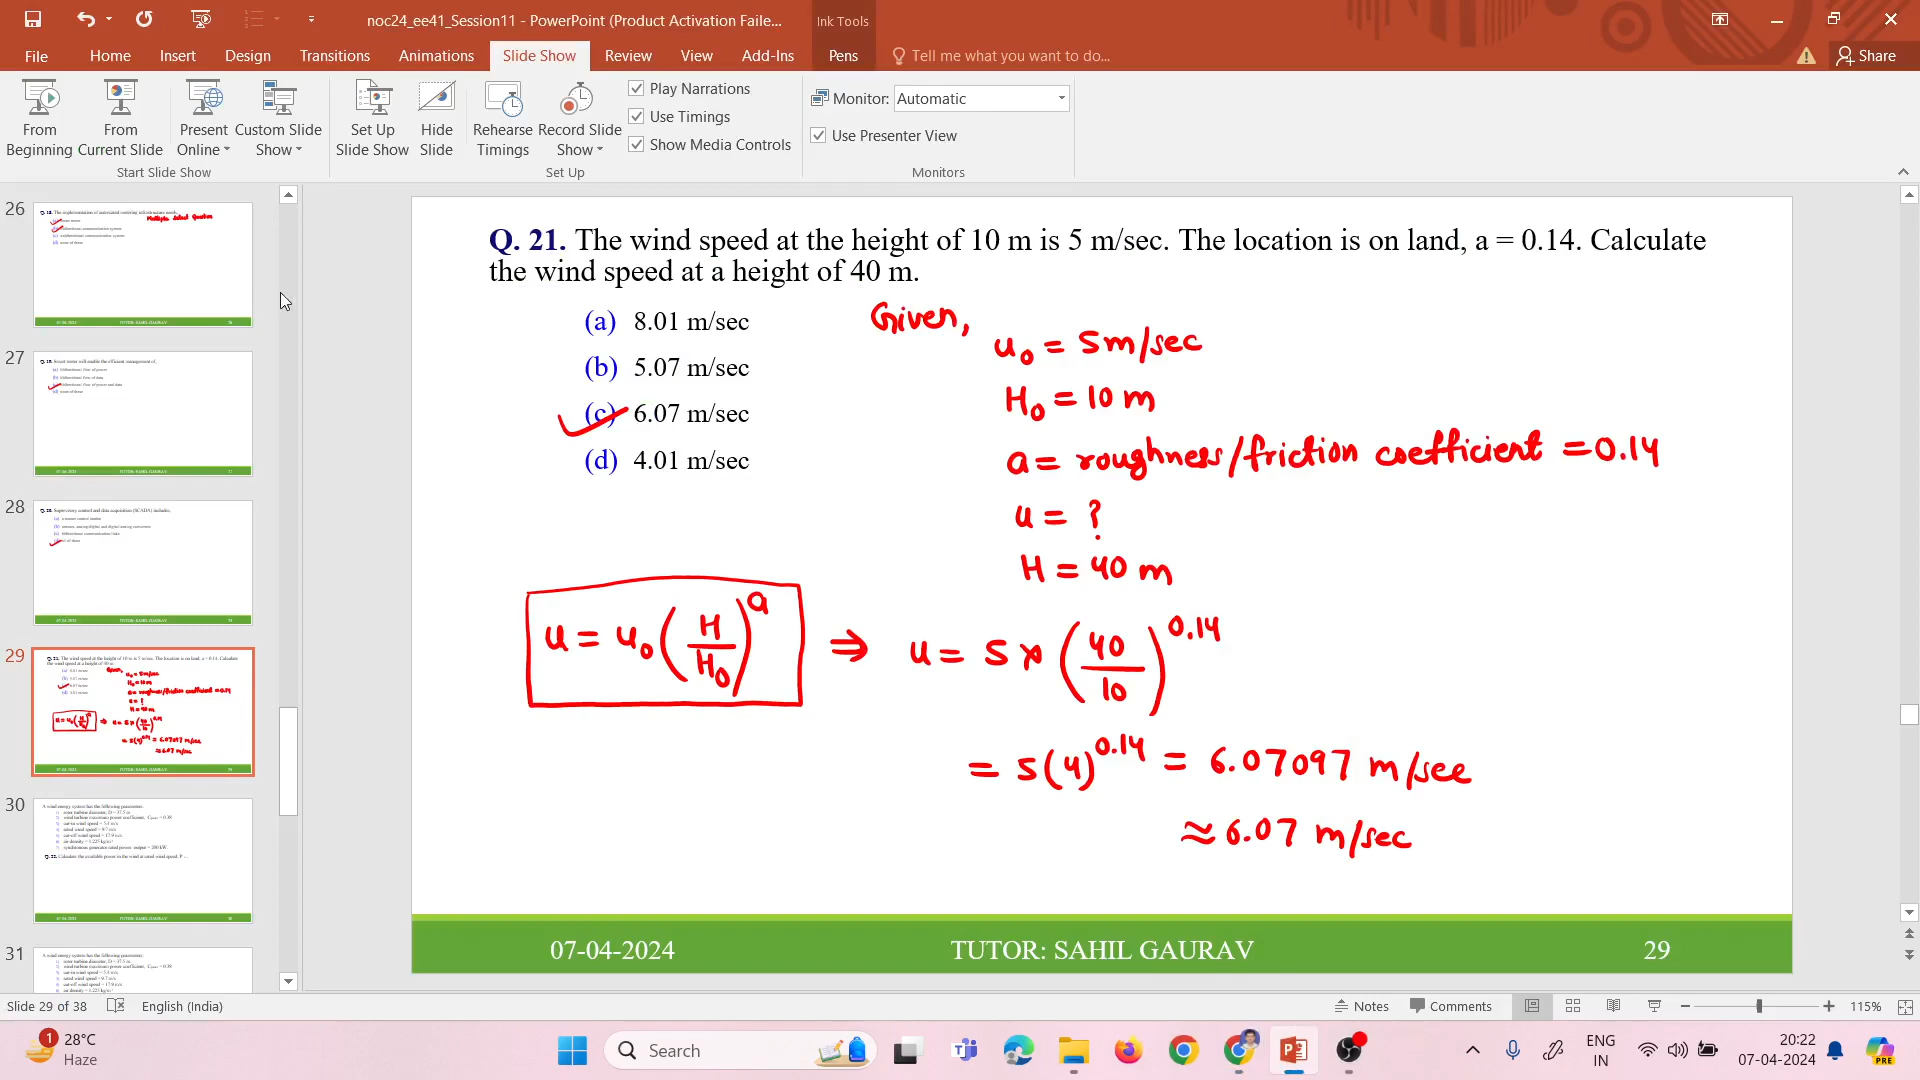 noc24_ee41_Session11 - PowerPoint (Product Activation Faile...
Ink Tools
File Home Insert Design Transitions Animations Slide Show Review View Add-Ins Pens Tell me what you want to do... Share
From Beginning
From Current Slide
Present Online
Custom Slide Show
Set Up Slide Show
Hide Slide
Rehearse Timings
Record Slide Show
Play Narrations
Use Timings
Show Media Controls
Monitor: Automatic
Use Presenter View
Start Slide Show
Set Up
Monitors
26
27
28
29
30
31
Q. 21. The wind speed at the height of 10 m is 5 m/sec. The location is on land, a = 0.14. Calculate
the wind speed at a height of 40 m.
(a) 8.01 m/sec
(b) 5.07 m/sec
(c) 6.07 m/sec
(d) 4.01 m/sec
Given,
u₀ = 5m/sec
H₀ = 10 m
a = roughness/friction coefficient = 0.14
u = ?
H = 40 m
u = u₀ (H/H₀)^a ⇒ u = 5 × (40/10)^0.14
= 5(4)^0.14 = 6.07097 m/sec
≈ 6.07 m/sec
07-04-2024 TUTOR: SAHIL GAURAV 29
Slide 29 of 38 English (India) Notes Comments 115%
1
28°C
Haze
Search
ENG
IN
20:22
07-04-2024
PRE